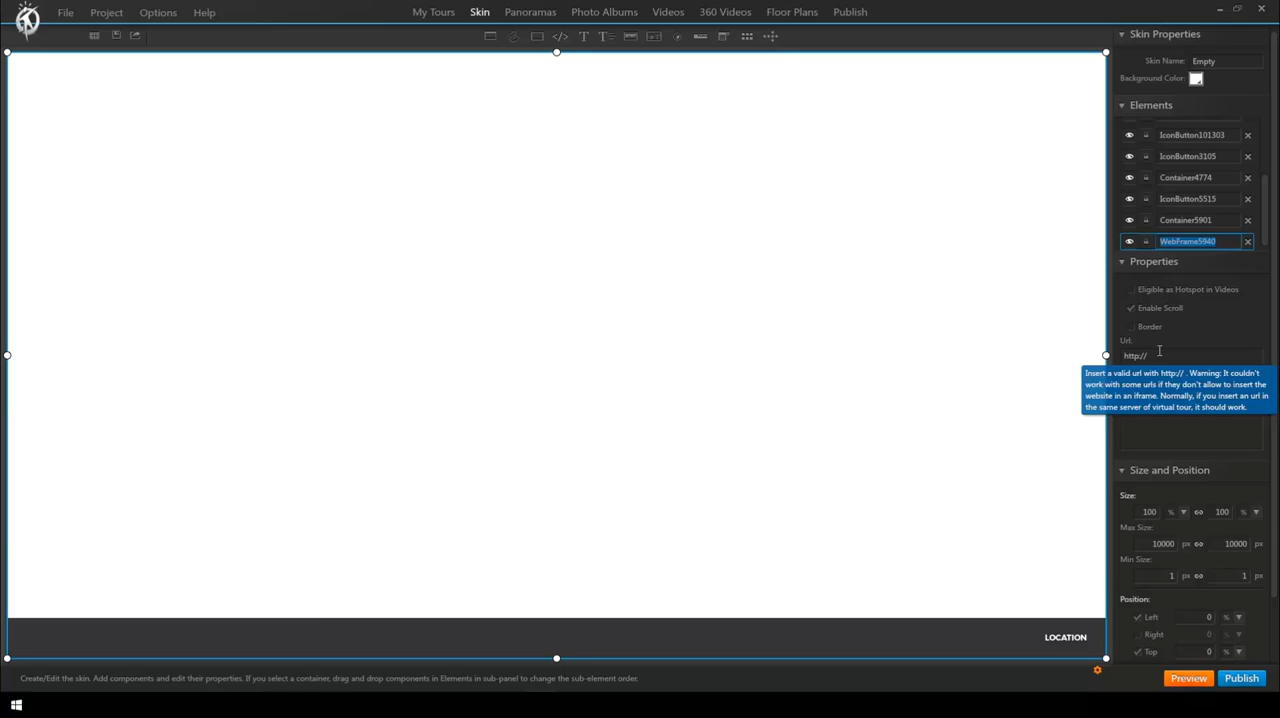 File Project Options Help My Tours Skin Panoramas Photo Albums Videos 360 Videos Floor Plans Publish
Skin Properties
Skin Name: Empty
Background Color:
Elements
IconButton101303
IconButton3105
Container4774
IconButton5515
Container5901
WebFrame5940
Properties
Eligible as Hotspot in Videos
Enable Scroll
Border
Url:
http://
Insert a valid url with http:// . Warning: It couldn't
work with some urls if they don't allow to insert the
website in an iframe. Normally, if you insert an url in
the same server of virtual tour, it should work.
Size and Position
Size:
100 % 100 %
Max Size:
10000 px 10000 px
Min Size:
1 px 1 px
Position:
Left 0 %
Right 0 %
Top 0 %
LOCATION
Create/Edit the skin. Add components and edit their properties. If you select a container, drag and drop components in Elements in sub-panel to change the sub-element order.
Preview Publish